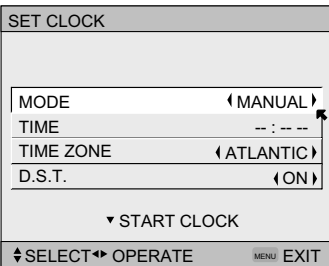 SET CLOCK
MODE MANUAL
TIME -- : -- --
TIME ZONE ATLANTIC
D.S.T. ON
START CLOCK
SELECT OPERATE MENU EXIT